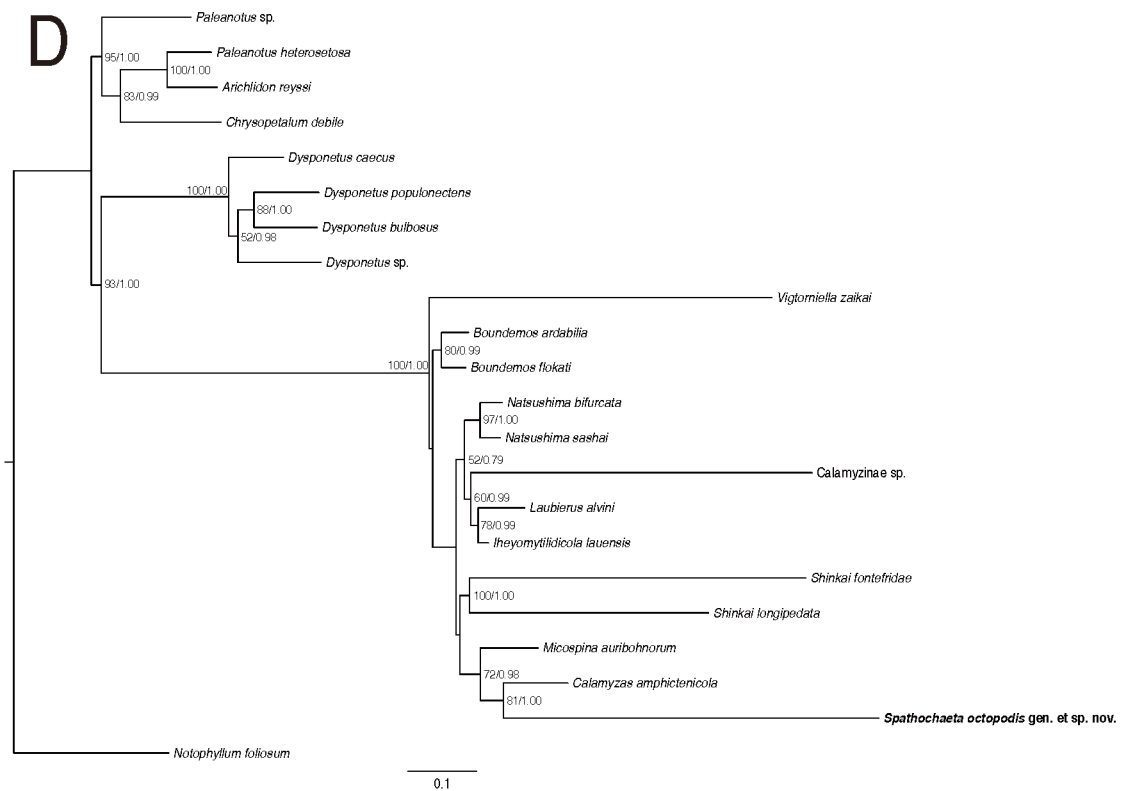 D
Paleanotus sp.
Paleanotus heterosetosa
95/1.00
100/1.00
Arichlidon reyssi
83/0.99
Chrysopetalum debile
Dysponetus caecus
100/1.00
Dysponetus populonectens
88/1.00
Dysponetus bulbosus
52/0.98
Dysponetus sp.
93/1.00
Vigtorniella zaikai
Boundemos ardabilia
80/0.99
100/1.00
Boundemos flokati
Natsushima bifurcata
97/1.00
Natsushima sashai
52/0.79
Calamyzinae sp.
60/0.99
Laubierus alvini
78/0.99
Iheyomytilidicola lauensis
Shinkai fontefridae
100/1.00
Shinkai longipedata
Micospina auribohnorum
72/0.98
Calamyzas amphictenicola
81/1.00
Spathochaeta octopodis gen. et sp. nov.
Notophyllum foliosum
0.1